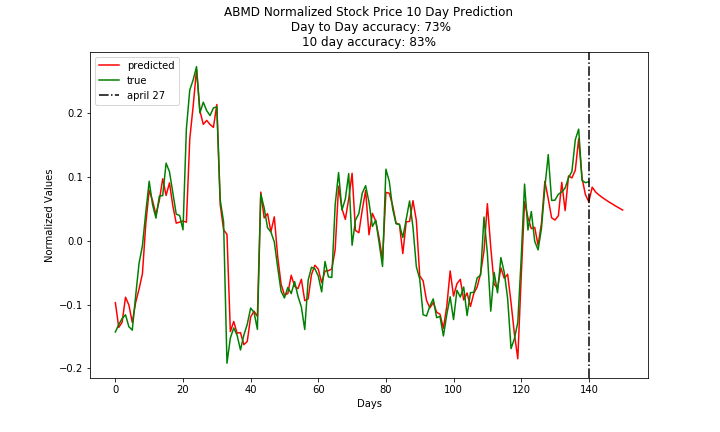 ABMD Normalized Stock Price 10 Day Prediction
Day to Day accuracy: 73%
10 day accuracy: 83%
predicted
true
april 27
Normalized Values
0.2
0.1
0.0
−0.1
−0.2
0 20 40 60 80 100 120 140
Days